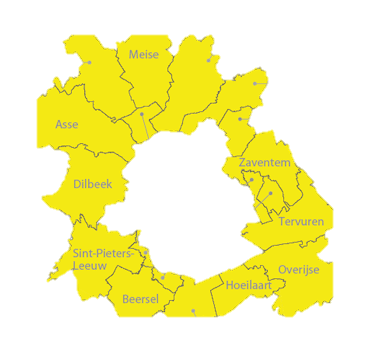 Meise
Asse
Zaventem
Dilbeek
Tervuren
Sint-Pieters-
Leeuw
Overijse
Hoeilaart
Beersel